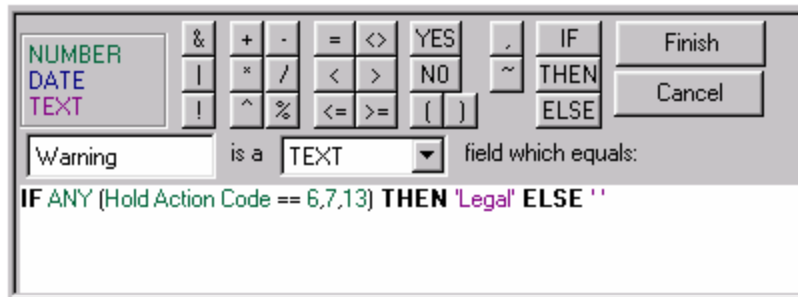 & + - = <> YES , IF Finish
NUMBER
DATE | * / < > NO ~ THEN
TEXT ! ^ % <= >= ( ) ELSE Cancel
Warning is a TEXT field which equals:
IF ANY (Hold Action Code == 6,7,13) THEN 'Legal' ELSE ' '